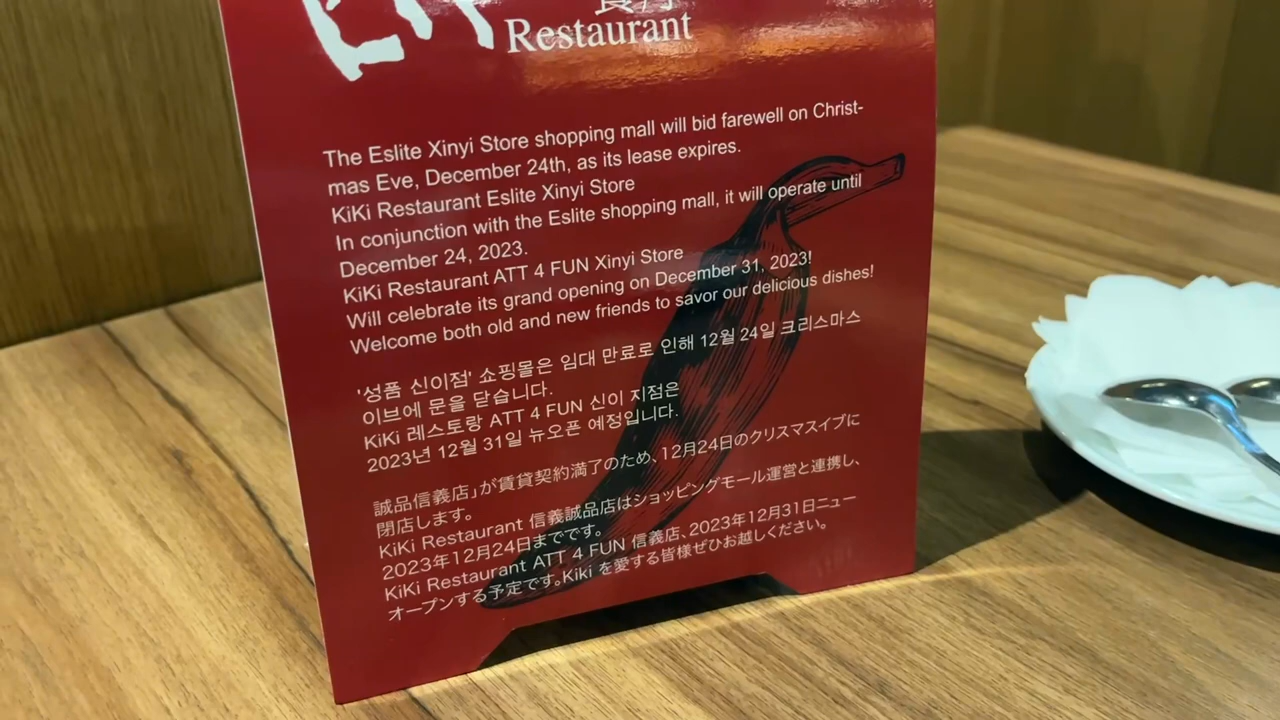 Restaurant
The Eslite Xinyi Store shopping mall will bid farewell on Christ-
mas Eve, December 24th, as its lease expires.
KiKi Restaurant Eslite Xinyi Store
In conjunction with the Eslite shopping mall, it will operate until
December 24, 2023.
KiKi Restaurant ATT 4 FUN Xinyi Store
Will celebrate its grand opening on December 31, 2023!
Welcome both old and new friends to savor our delicious dishes!
'성품 신이점' 쇼핑몰은 임대 만료로 인해 12월 24일 크리스마스
이브에 문을 닫습니다.
KiKi 레스토랑 ATT 4 FUN 신이 지점은
2023년 12월 31일 뉴오픈 예정입니다.
誠品信義店」が賃貸契約満了のため、12月24日のクリスマスイブに
閉店します。
KiKi Restaurant 信義誠品店はショッピングモール運営と連携し、
2023年12月24日までです。
KiKi Restaurant ATT 4 FUN 信義店、2023年12月31日ニュー
オープンする予定です。Kiki を愛する皆様ぜひお越しください。